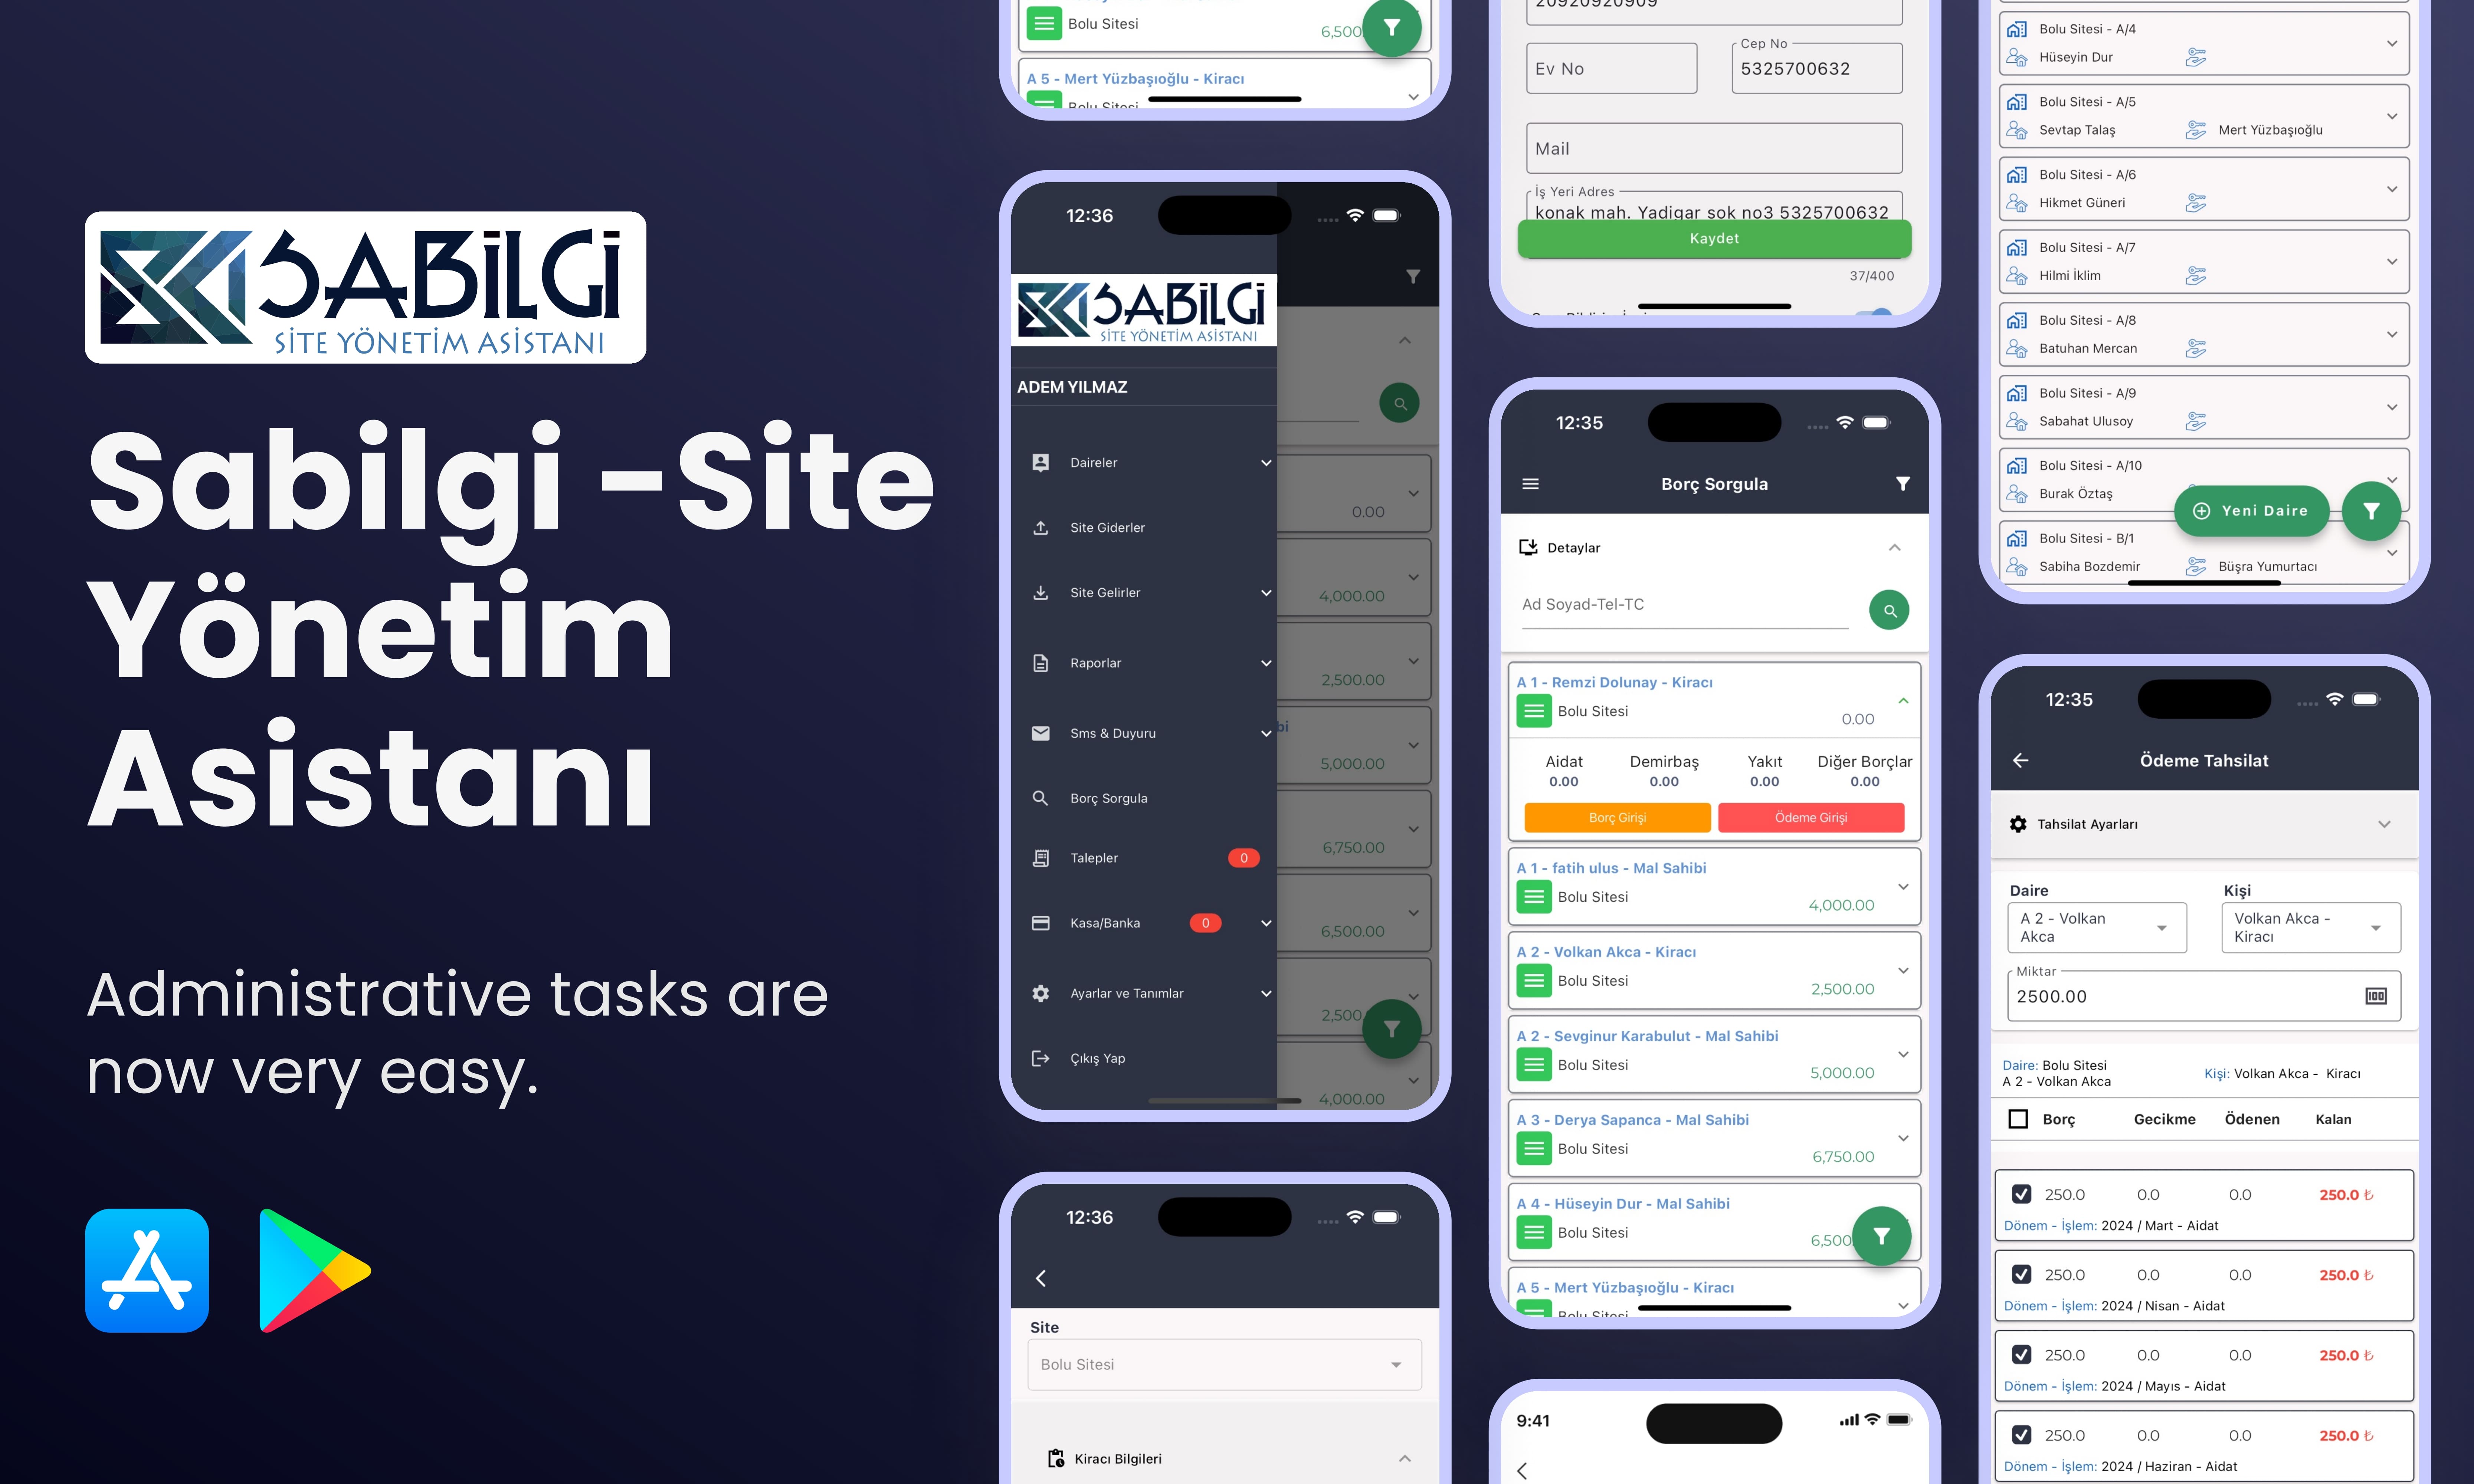 SABİLGİ
SİTE YÖNETİM ASİSTANI
Sabilgi -Site
Yönetim
Asistanı
Administrative tasks are
now very easy.
Bolu Sitesi
6,500
A 5 - Mert Yüzbaşıoğlu - Kiracı
Bolu Sitesi
12:36
SABİLGİ
SİTE YÖNETİM ASİSTANI
ADEM YILMAZ
Daireler
Site Giderler
Site Gelirler
Raporlar
Sms & Duyuru
Borç Sorgula
Talepler 0
Kasa/Banka 0
Ayarlar ve Tanımlar
Çıkış Yap
0.00
4,000.00
2,500.00
bi
5,000.00
6,750.00
6,500.00
2,500
4,000.00
12:36
Site
Bolu Sitesi
Kiracı Bilgileri
20920920909
Ev No
Cep No
5325700632
Mail
İş Yeri Adres
konak mah. Yadigar sok no3 5325700632
Kaydet
37/400
12:35
Borç Sorgula
Detaylar
Ad Soyad-Tel-TC
A 1 - Remzi Dolunay - Kiracı
Bolu Sitesi
0.00
Aidat Demirbaş Yakıt Diğer Borçlar
0.00 0.00 0.00 0.00
Borç Girişi Ödeme Girişi
A 1 - fatih ulus - Mal Sahibi
Bolu Sitesi
4,000.00
A 2 - Volkan Akca - Kiracı
Bolu Sitesi
2,500.00
A 2 - Sevginur Karabulut - Mal Sahibi
Bolu Sitesi
5,000.00
A 3 - Derya Sapanca - Mal Sahibi
Bolu Sitesi
6,750.00
A 4 - Hüseyin Dur - Mal Sahibi
Bolu Sitesi
6,500
A 5 - Mert Yüzbaşıoğlu - Kiracı
Bolu Sitesi
9:41
Bolu Sitesi - A/4
Hüseyin Dur
Bolu Sitesi - A/5
Sevtap Talaş Mert Yüzbaşıoğlu
Bolu Sitesi - A/6
Hikmet Güneri
Bolu Sitesi - A/7
Hilmi İklim
Bolu Sitesi - A/8
Batuhan Mercan
Bolu Sitesi - A/9
Sabahat Ulusoy
Bolu Sitesi - A/10
Burak Öztaş
Yeni Daire
Bolu Sitesi - B/1
Sabiha Bozdemir Büşra Yumurtacı
12:35
Ödeme Tahsilat
Tahsilat Ayarları
Daire Kişi
A 2 - Volkan
Akca
Volkan Akca -
Kiracı
Miktar
2500.00
Daire: Bolu Sitesi
A 2 - Volkan Akca
Kişi: Volkan Akca - Kiracı
Borç Gecikme Ödenen Kalan
250.0 0.0 0.0 250.0 ₺
Dönem - İşlem: 2024 / Mart - Aidat
250.0 0.0 0.0 250.0 ₺
Dönem - İşlem: 2024 / Nisan - Aidat
250.0 0.0 0.0 250.0 ₺
Dönem - İşlem: 2024 / Mayıs - Aidat
250.0 0.0 0.0 250.0 ₺
Dönem - İşlem: 2024 / Haziran - Aidat